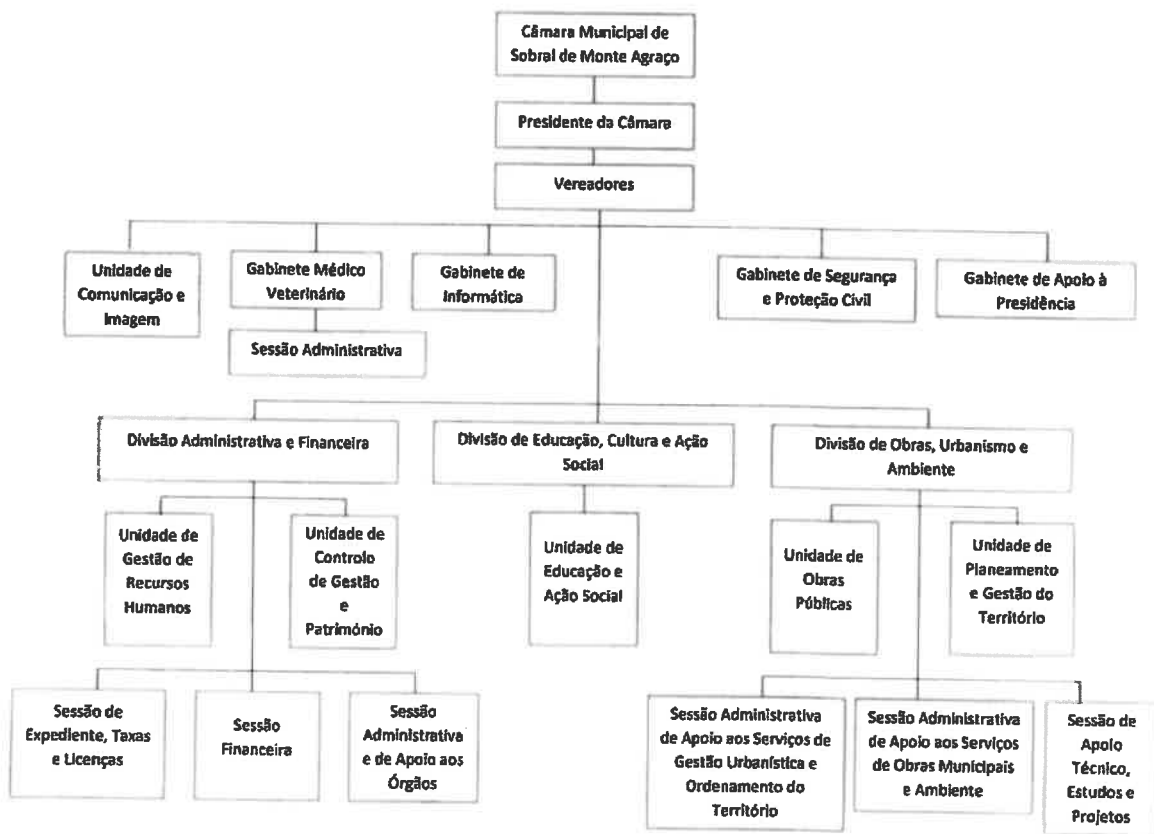 Câmara Municipal de
Sobral de Monte Agraço
Presidente da Câmara
Vereadores
Unidade de
Comunicação e
Imagem
Gabinete Médico
Veterinário
Gabinete de
Informática
Gabinete de Segurança
e Proteção Civil
Gabinete de Apoio à
Presidência
Sessão Administrativa
Divisão Administrativa e Financeira
Divisão de Educação, Cultura e Ação
Social
Divisão de Obras, Urbanismo e
Ambiente
Unidade de
Gestão de
Recursos
Humanos
Unidade de
Controlo
de Gestão
e
Património
Unidade de
Educação e
Ação Social
Unidade de
Obras
Públicas
Unidade de
Planeamento
e Gestão do
Território
Sessão de
Expediente, Taxas
e Licenças
Sessão
Financeira
Sessão
Administrativa
e de Apoio aos
Órgãos
Sessão Administrativa
de Apoio aos Serviços de
Gestão Urbanística e
Ordenamento do
Território
Sessão Administrativa
de Apoio aos Serviços
de Obras Municipais
e Ambiente
Sessão de
Apoio
Técnico,
Estudos e
Projetos